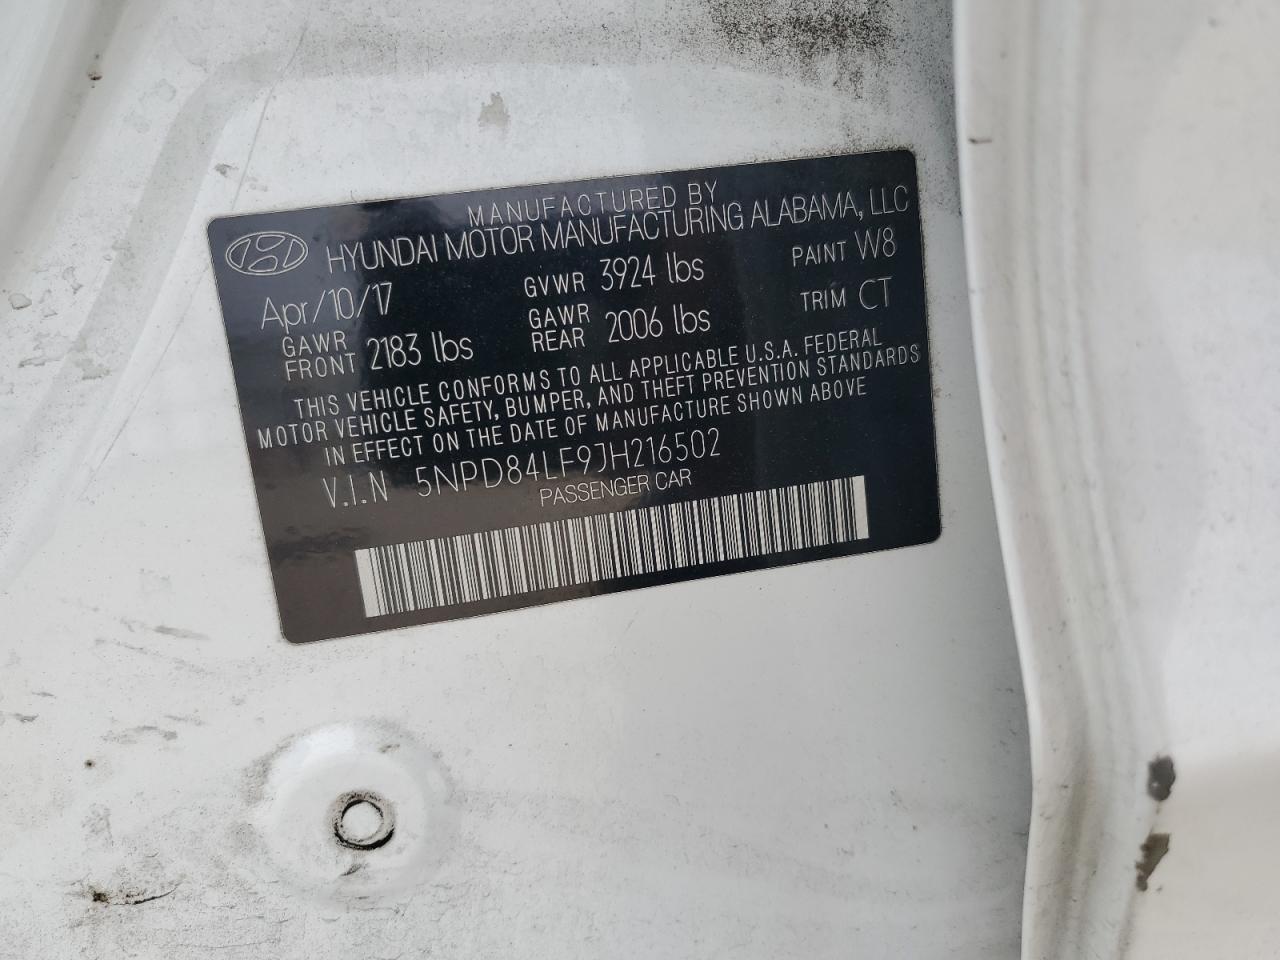 MANUFACTURED BY
HYUNDAI MOTOR MANUFACTURING ALABAMA, LLC
Apr/10/17 GVWR 3924 lbs PAINT W8
GAWR FRONT 2183 lbs GAWR REAR 2006 lbs TRIM CT
THIS VEHICLE CONFORMS TO ALL APPLICABLE U.S.A. FEDERAL
MOTOR VEHICLE SAFETY, BUMPER, AND THEFT PREVENTION STANDARDS
IN EFFECT ON THE DATE OF MANUFACTURE SHOWN ABOVE
V.I.N 5NPD84LF9JH216502
PASSENGER CAR